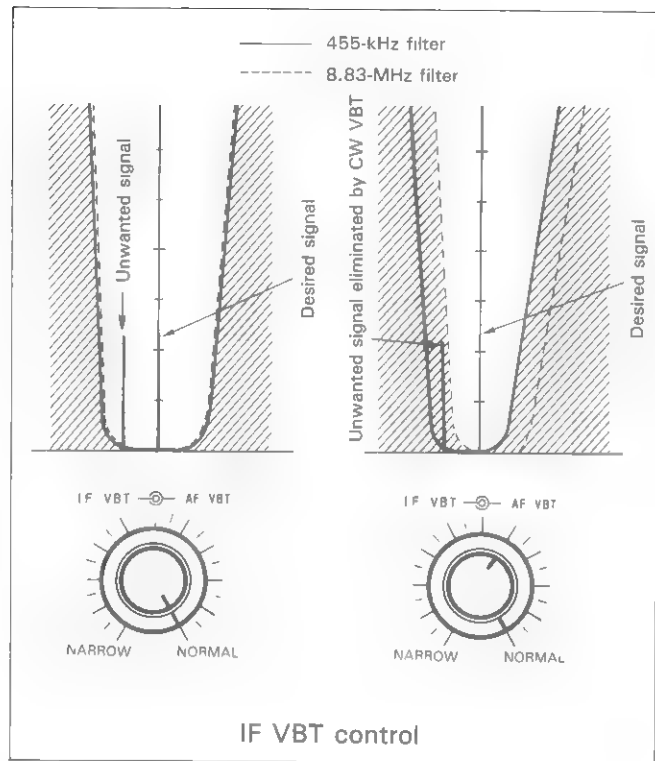 455-kHz filter
8.83-MHz filter
Unwanted signal
Desired signal
Unwanted signal eliminated by CW VBT
Desired signal
IF VBT AF VBT
NARROW NORMAL
IF VBT AF VBT
NARROW NORMAL
IF VBT control